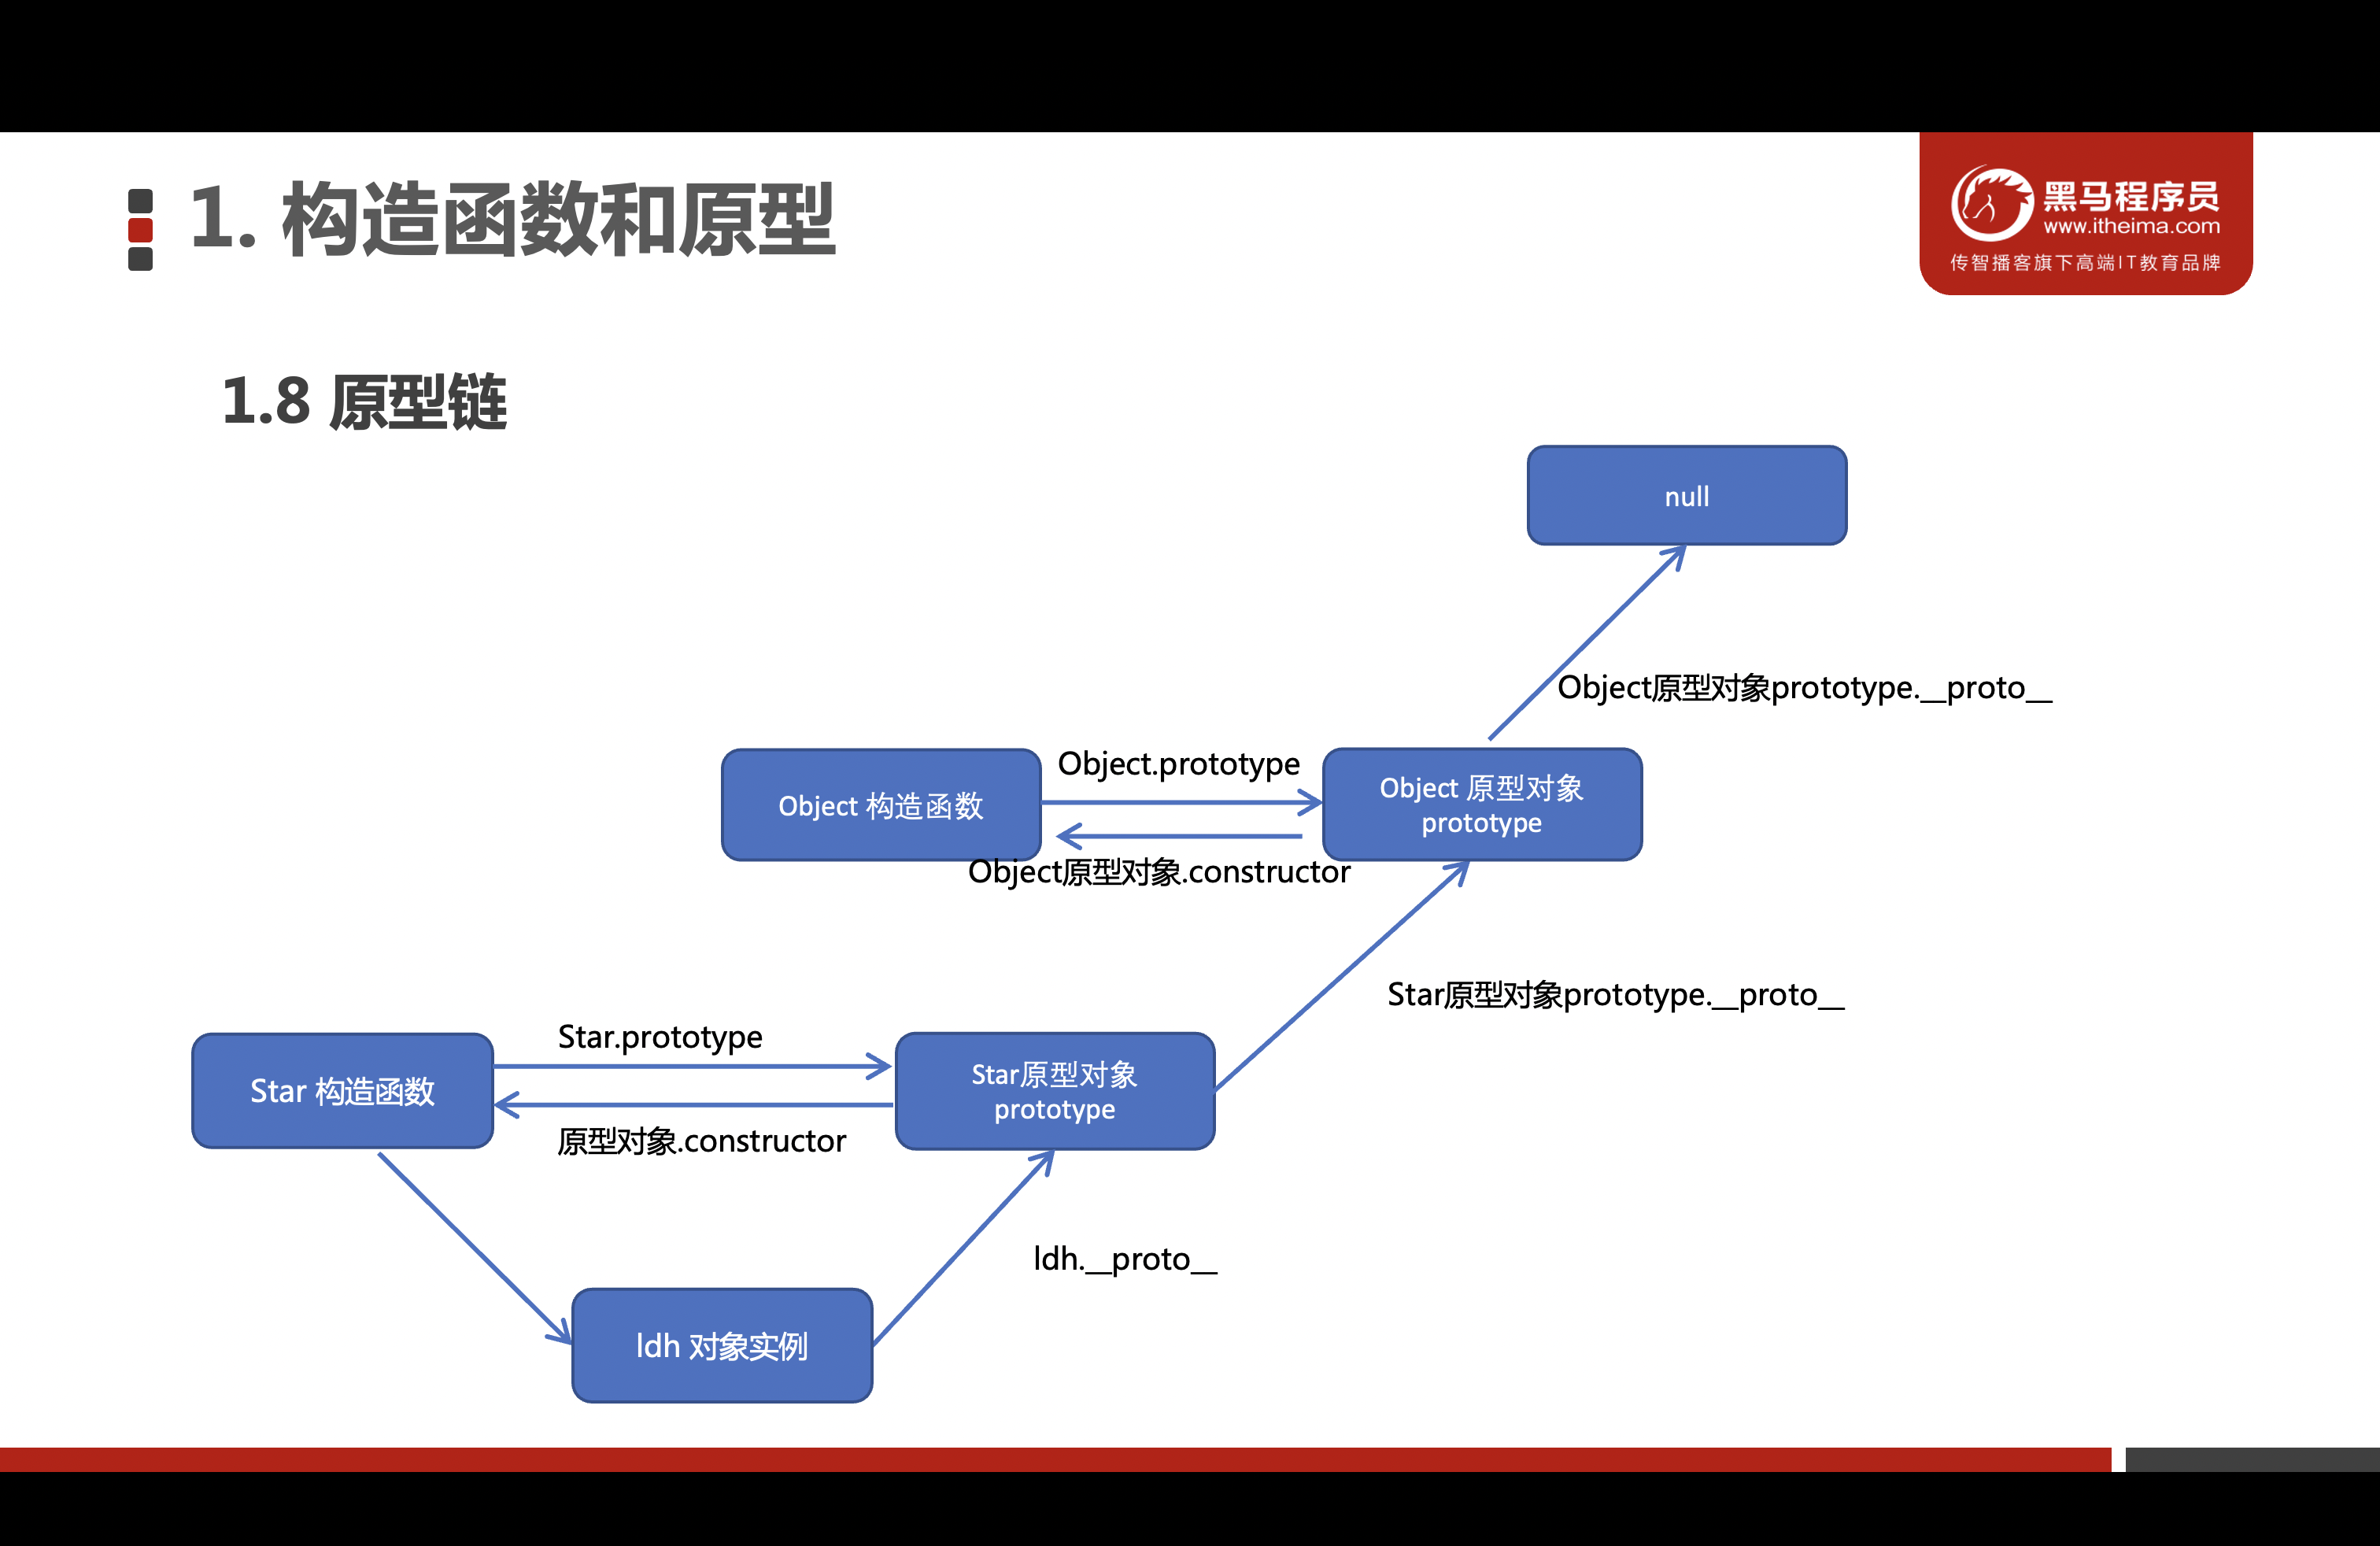 1. 构造函数和原型
黑马程序员
www.itheima.com
传智播客旗下高端IT教育品牌
1.8 原型链
null
Object原型对象prototype.__proto__
Object.prototype
Object 构造函数
Object 原型对象
prototype
Object原型对象.constructor
Star原型对象prototype.__proto__
Star.prototype
Star 构造函数
Star原型对象
prototype
原型对象.constructor
ldh.__proto__
ldh 对象实例